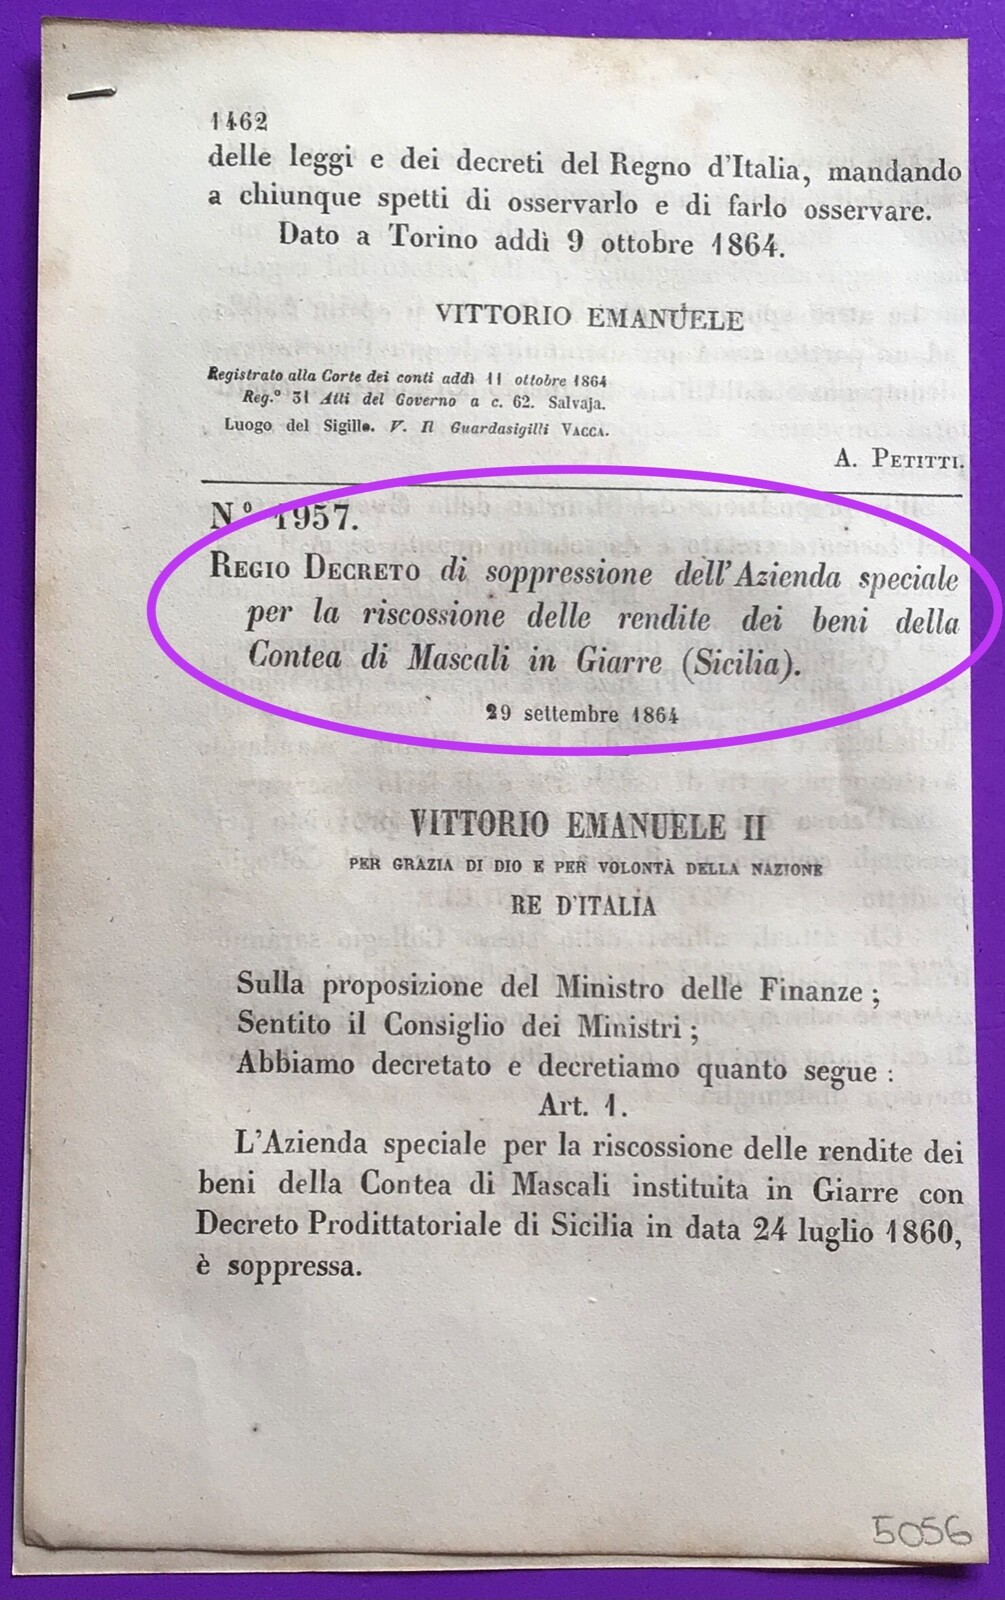 1462
delle leggi e dei decreti del Regno d'Italia, mandando
a chiunque spetti di osservarlo e di farlo osservare.
Dato a Torino addì 9 ottobre 1864.
VITTORIO EMANUELE
Registrato alla Corte dei conti addì 11 ottobre 1864
Reg.º 31 Atti del Governo a c. 62. Salvaja.
Luogo del Sigillo. V. Il Guardasigilli VACCA.
A. PETITTI.
Nº 1957.
REGIO DECRETO di soppressione dell'Azienda speciale
per la riscossione delle rendite dei beni della
Contea di Mascali in Giarre (Sicilia).
29 settembre 1864
VITTORIO EMANUELE II
PER GRAZIA DI DIO E PER VOLONTÀ DELLA NAZIONE
RE D'ITALIA
Sulla proposizione del Ministro delle Finanze;
Sentito il Consiglio dei Ministri;
Abbiamo decretato e decretiamo quanto segue:
Art. 1.
L'Azienda speciale per la riscossione delle rendite dei
beni della Contea di Mascali instituita in Giarre con
Decreto Prodittatoriale di Sicilia in data 24 luglio 1860,
è soppressa.
5056